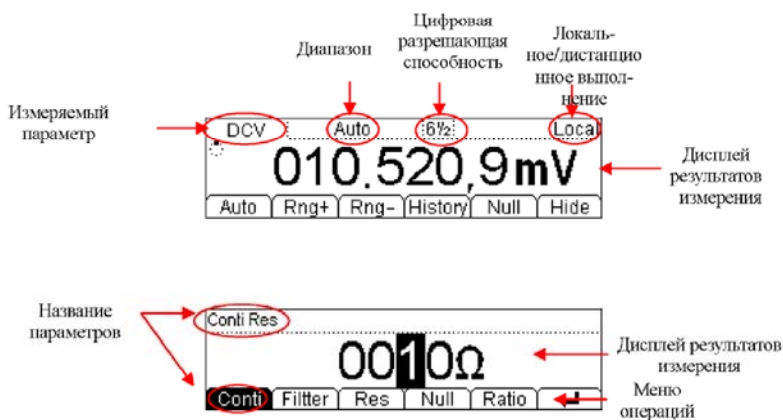 Цифровая
разрешающая
способность
Локаль-
ное/дистанцио
нное выпол-
нение
Диапазон
Измеряемый
параметр
DCV Auto 6½ Local
010.520,9mV
Дисплей
результатов
измерения
Auto Rng+ Rng- History Null Hide
Название
параметров
Conti Res
0010Ω
Дисплей результатов
измерения
Conti Filtter Res Null Ratio
Меню
операций